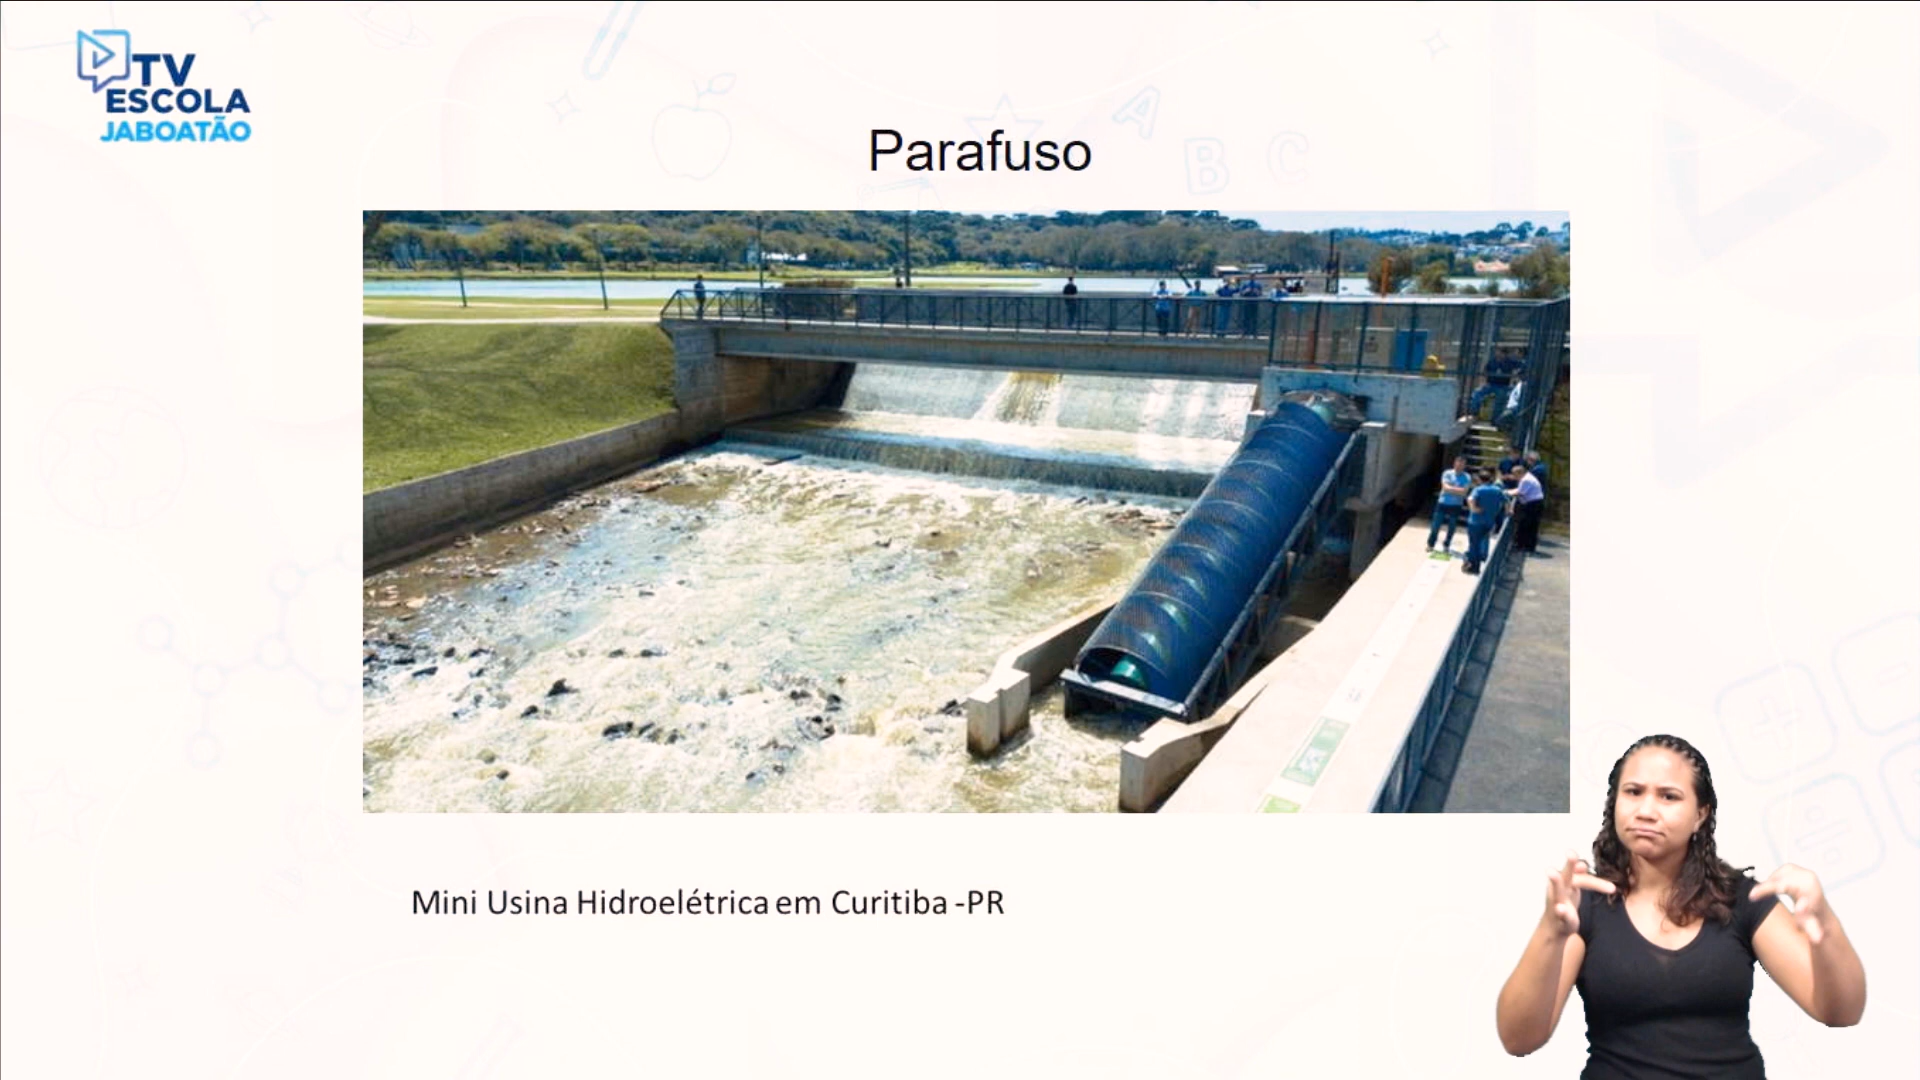 TV
ESCOLA
JABOATÃO
A
B C
Parafuso
Mini Usina Hidroelétrica em Curitiba -PR